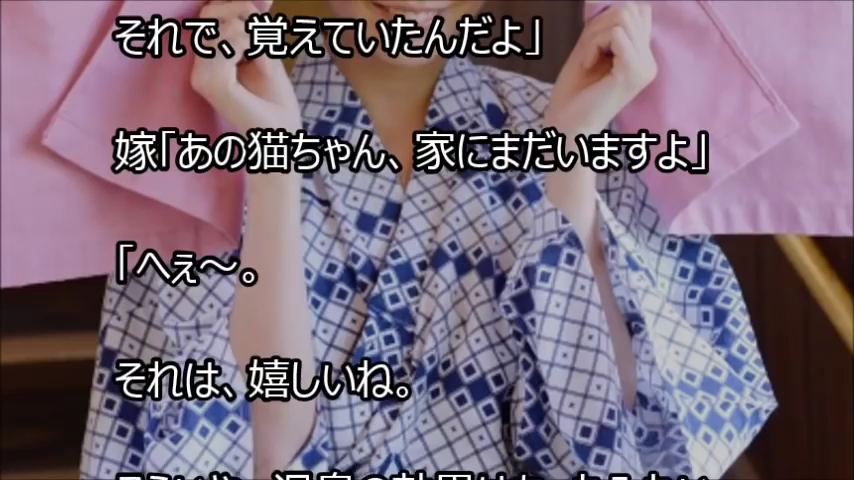 それで、覚えていたんだよ」
嫁「あの猫ちゃん、家にまだいますよ」
「へぇ〜。
それは、嬉しいね。